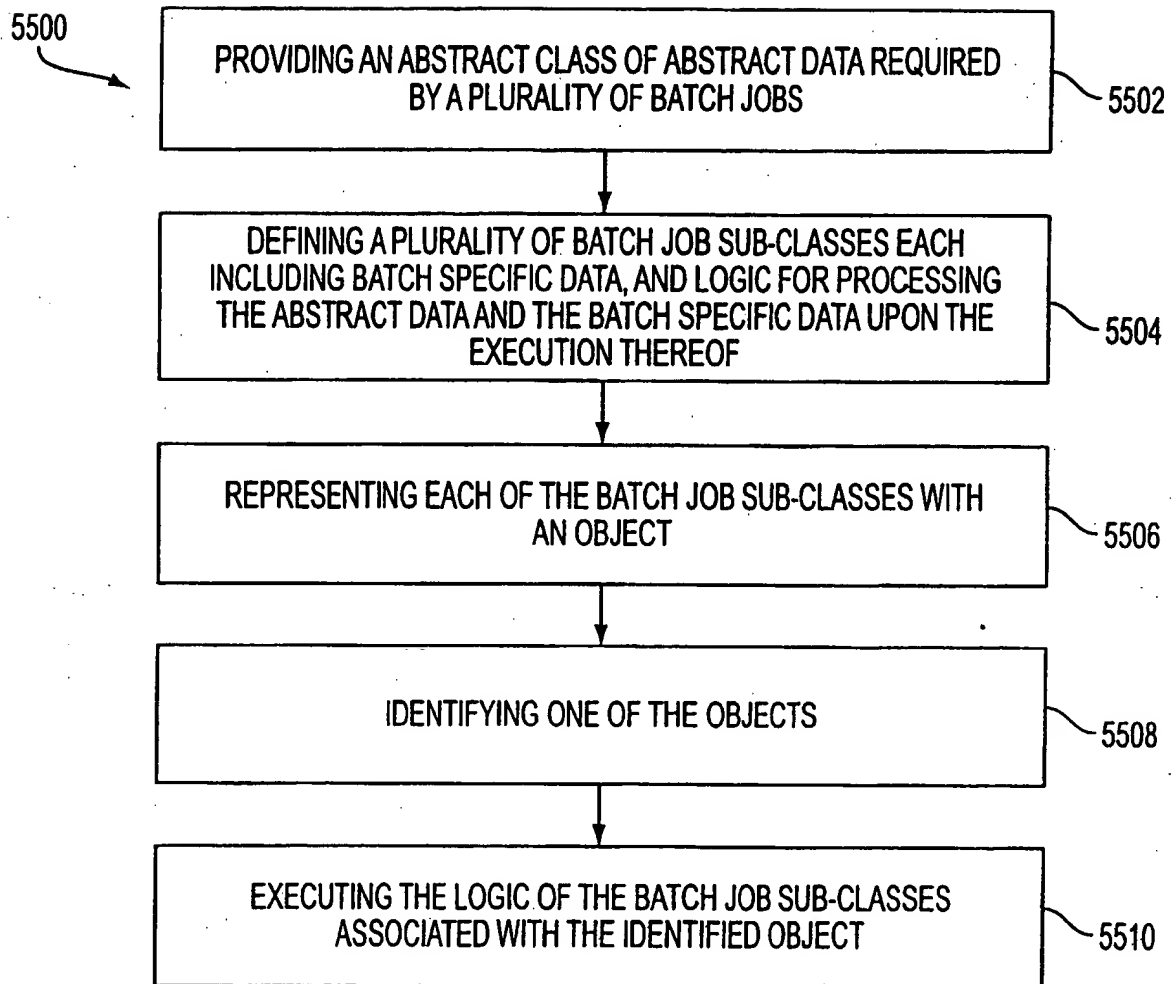 5500
PROVIDING AN ABSTRACT CLASS OF ABSTRACT DATA REQUIRED
BY A PLURALITY OF BATCH JOBS
5502
DEFINING A PLURALITY OF BATCH JOB SUB-CLASSES EACH
INCLUDING BATCH SPECIFIC DATA, AND LOGIC FOR PROCESSING
THE ABSTRACT DATA AND THE BATCH SPECIFIC DATA UPON THE
EXECUTION THEREOF
5504
REPRESENTING EACH OF THE BATCH JOB SUB-CLASSES WITH
AN OBJECT
5506
IDENTIFYING ONE OF THE OBJECTS
5508
EXECUTING THE LOGIC OF THE BATCH JOB SUB-CLASSES
ASSOCIATED WITH THE IDENTIFIED OBJECT
5510